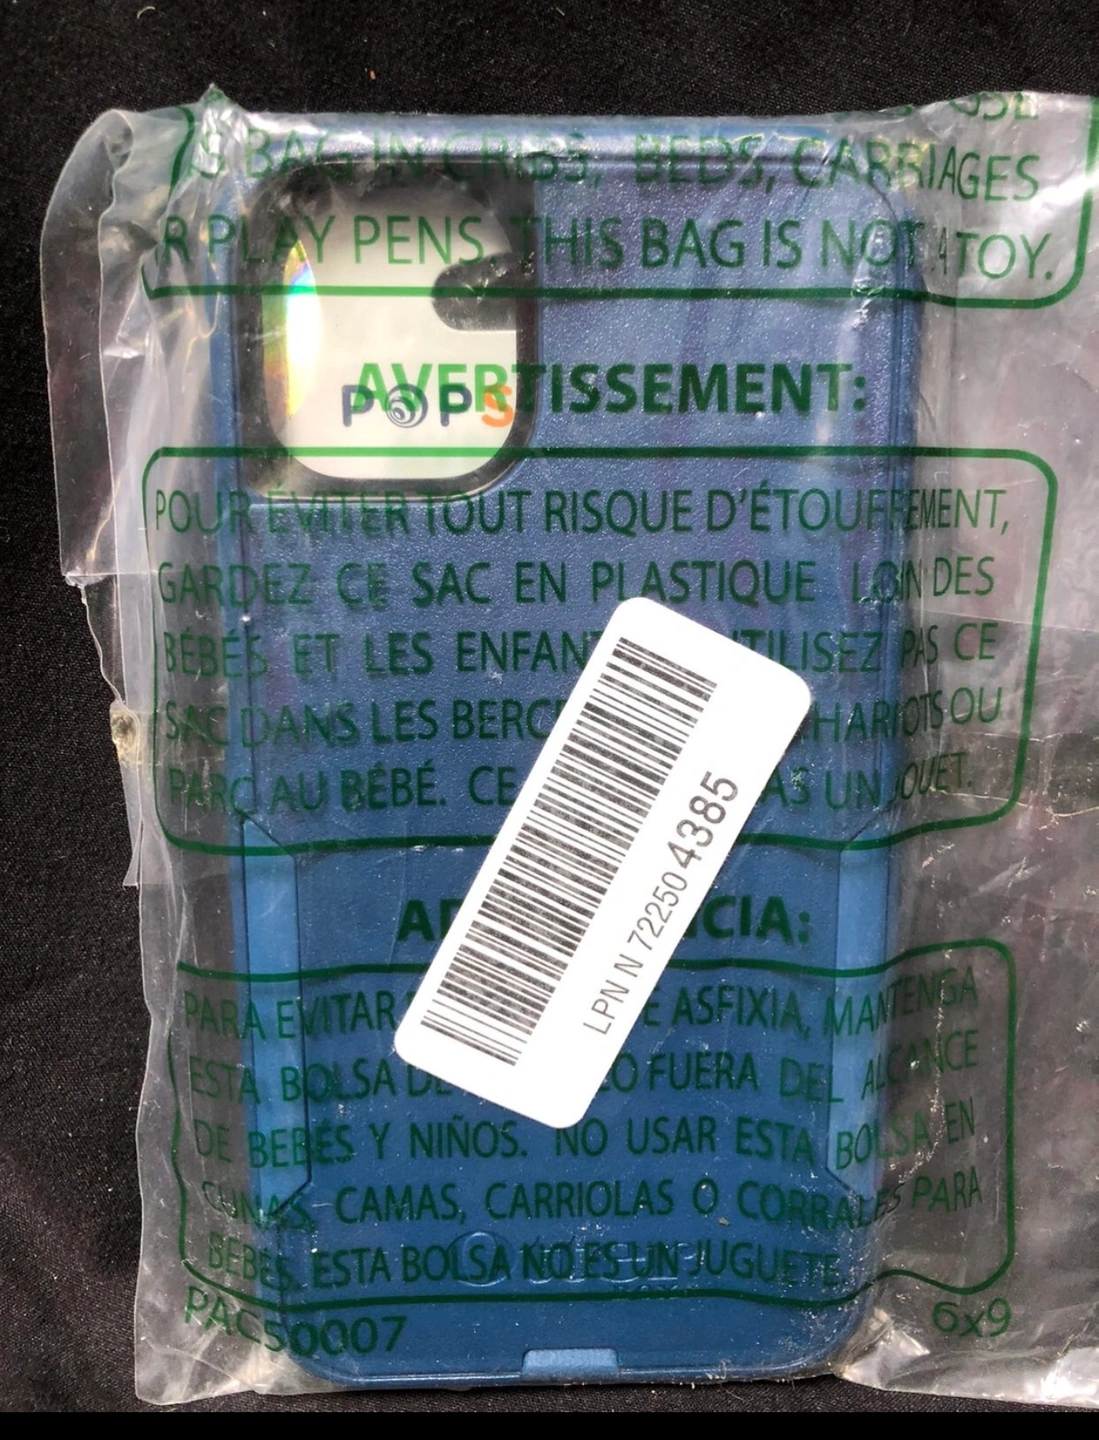 S BAG IN CRIBS, BEDS, CARRIAGES
R PLAY PENS. THIS BAG IS NOT A TOY.
AVERTISSEMENT:
POPS
POUR ÉVITER TOUT RISQUE D'ÉTOUFFEMENT,
GARDEZ CE SAC EN PLASTIQUE LOIN DES
BÉBÉS ET LES ENFAN TILISEZ PAS CE
SAC DANS LES BERC HARIOTS OU
PARC AU BÉBÉ. CE AS UN JOUET.
LPN N 72250 4385
AD CIA:
PARA EVITAR E ASFIXIA, MANTENGA
ESTA BOLSA DE CO FUERA DEL ALCANCE
DE BEBÉS Y NIÑOS. NO USAR ESTA BOLSA EN
CUNAS, CAMAS, CARRIOLAS O CORRALES PARA
BEBÉS. ESTA BOLSA NO ES UN JUGUETE.
PAC50007 6x9